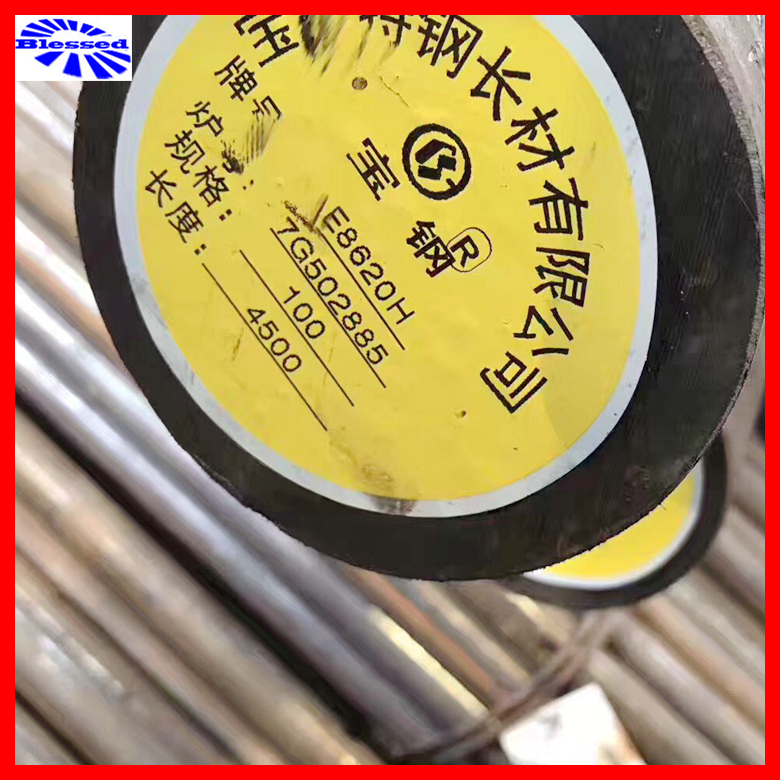 Blessed
特钢长材有限公司
宝钢
R
牌号
炉号: E8620H
规格: 7G502885
长度: 100
4500